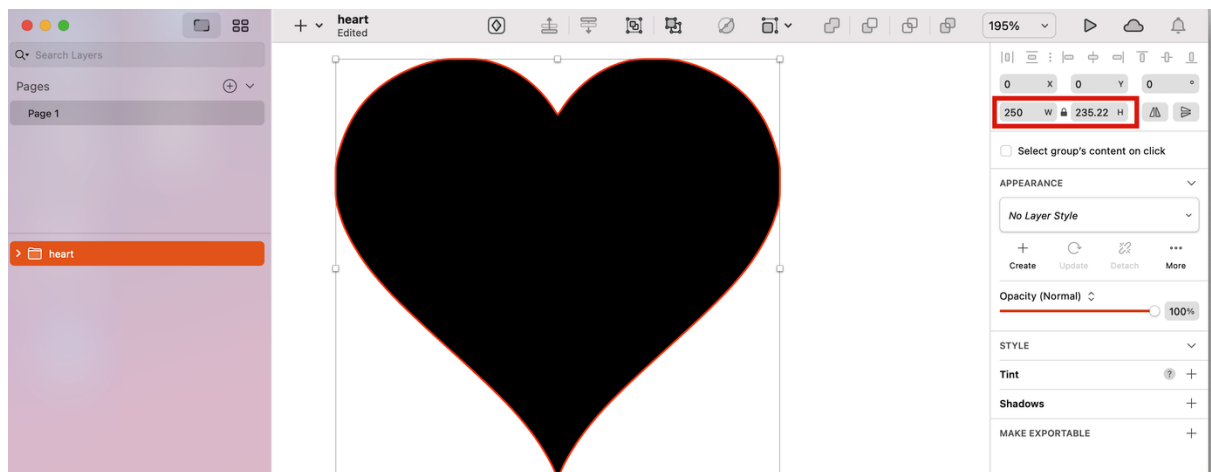 heart
Edited
195%
Search Layers
Pages
Page 1
heart
0 X 0 Y 0 °
250 W 235.22 H
Select group's content on click
APPEARANCE
No Layer Style
Create Update Detach More
Opacity (Normal)
100%
STYLE
Tint ?
Shadows
MAKE EXPORTABLE